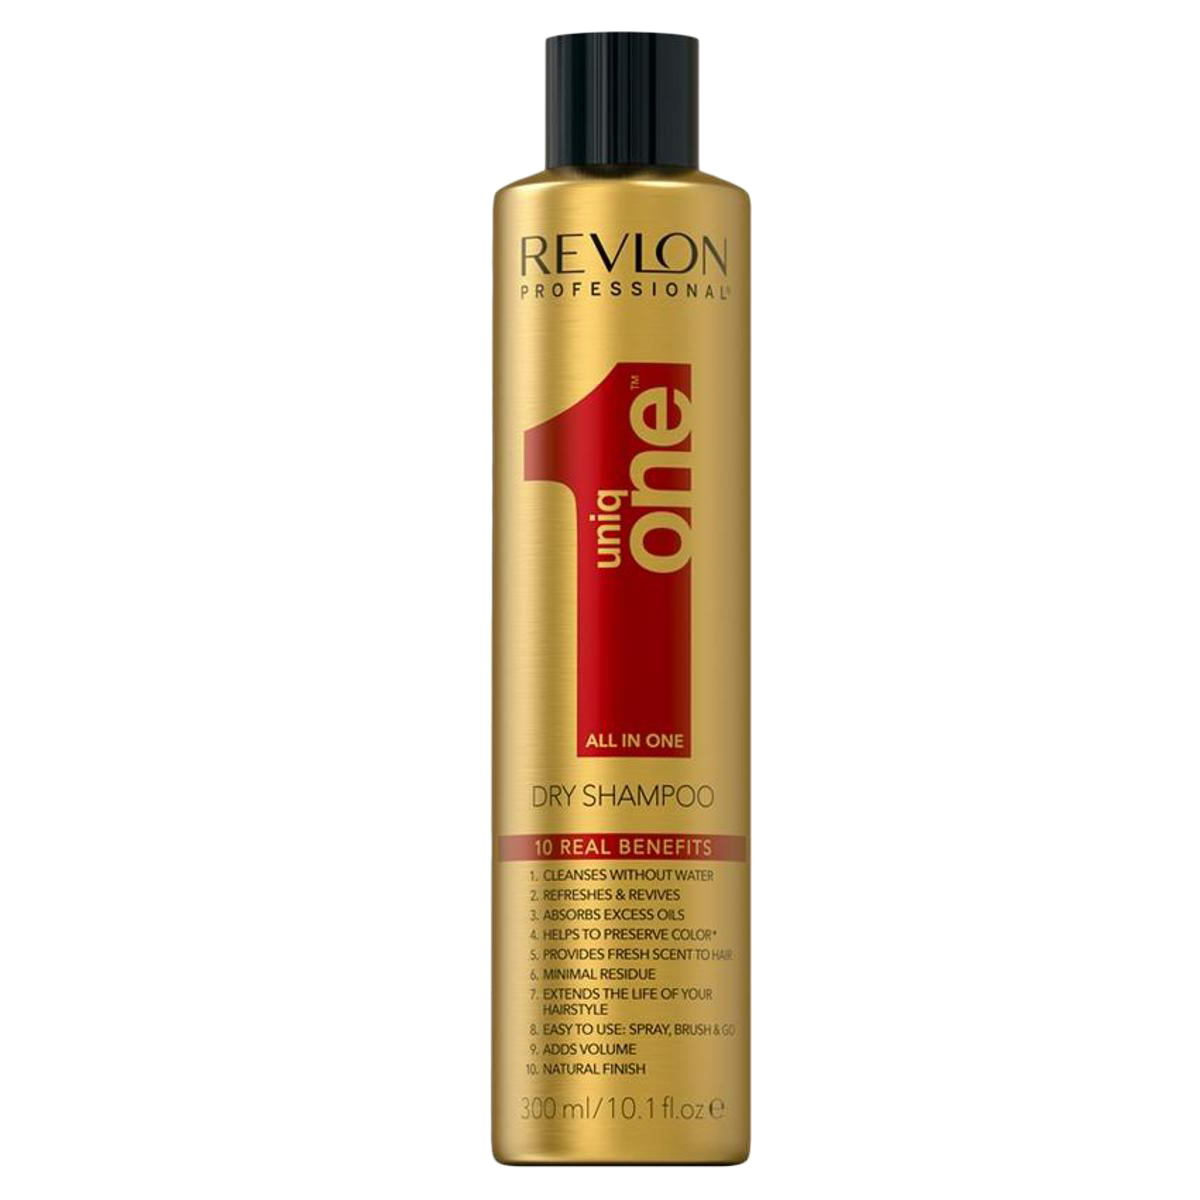 REVLON
PROFESSIONAL®
uniq
one™
ALL IN ONE
DRY SHAMPOO
10 REAL BENEFITS
1. CLEANSES WITHOUT WATER
2. REFRESHES & REVIVES
3. ABSORBS EXCESS OILS
4. HELPS TO PRESERVE COLOR*
5. PROVIDES FRESH SCENT TO HAIR
6. MINIMAL RESIDUE
7. EXTENDS THE LIFE OF YOUR
HAIRSTYLE
8. EASY TO USE: SPRAY, BRUSH & GO
9. ADDS VOLUME
10. NATURAL FINISH
300 ml/10.1 fl.oz ℮